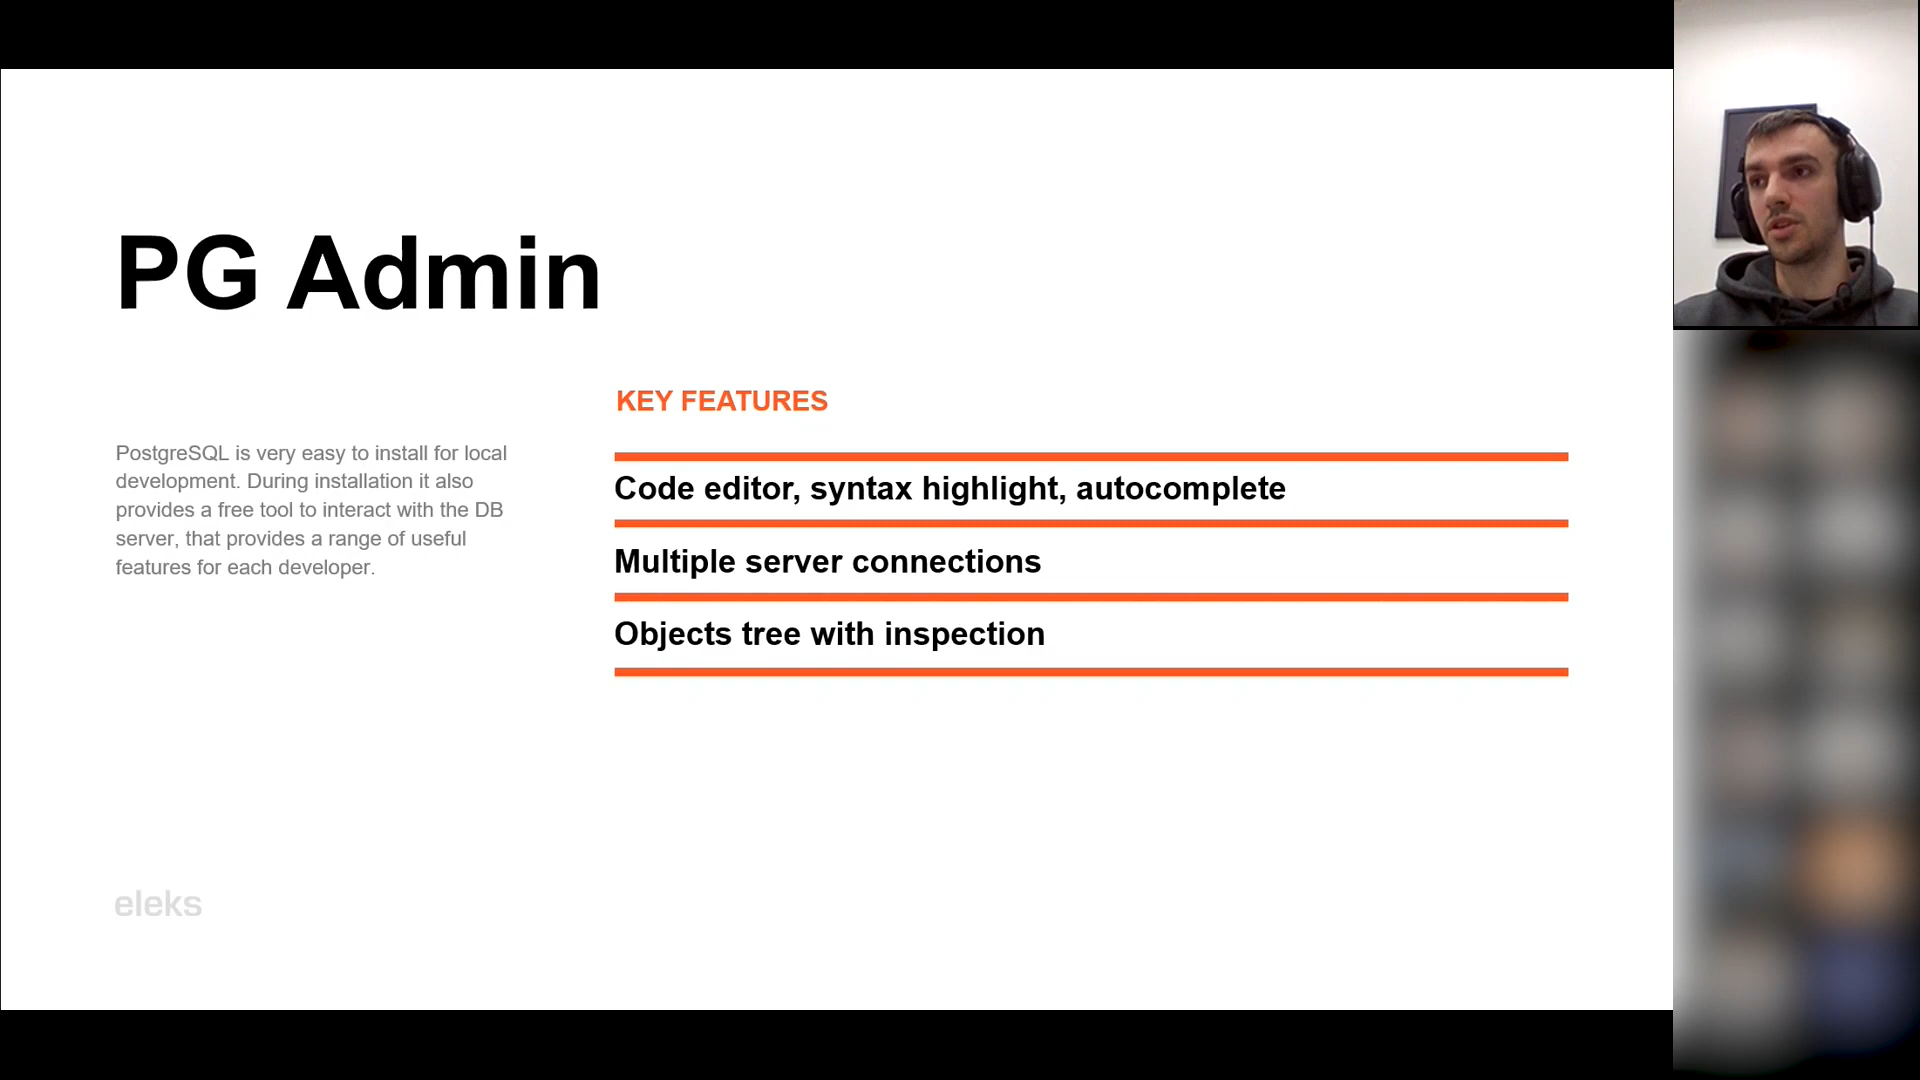 PG Admin
PostgreSQL is very easy to install for local
development. During installation it also
provides a free tool to interact with the DB
server, that provides a range of useful
features for each developer.
KEY FEATURES
Code editor, syntax highlight, autocomplete
Multiple server connections
Objects tree with inspection
eleks